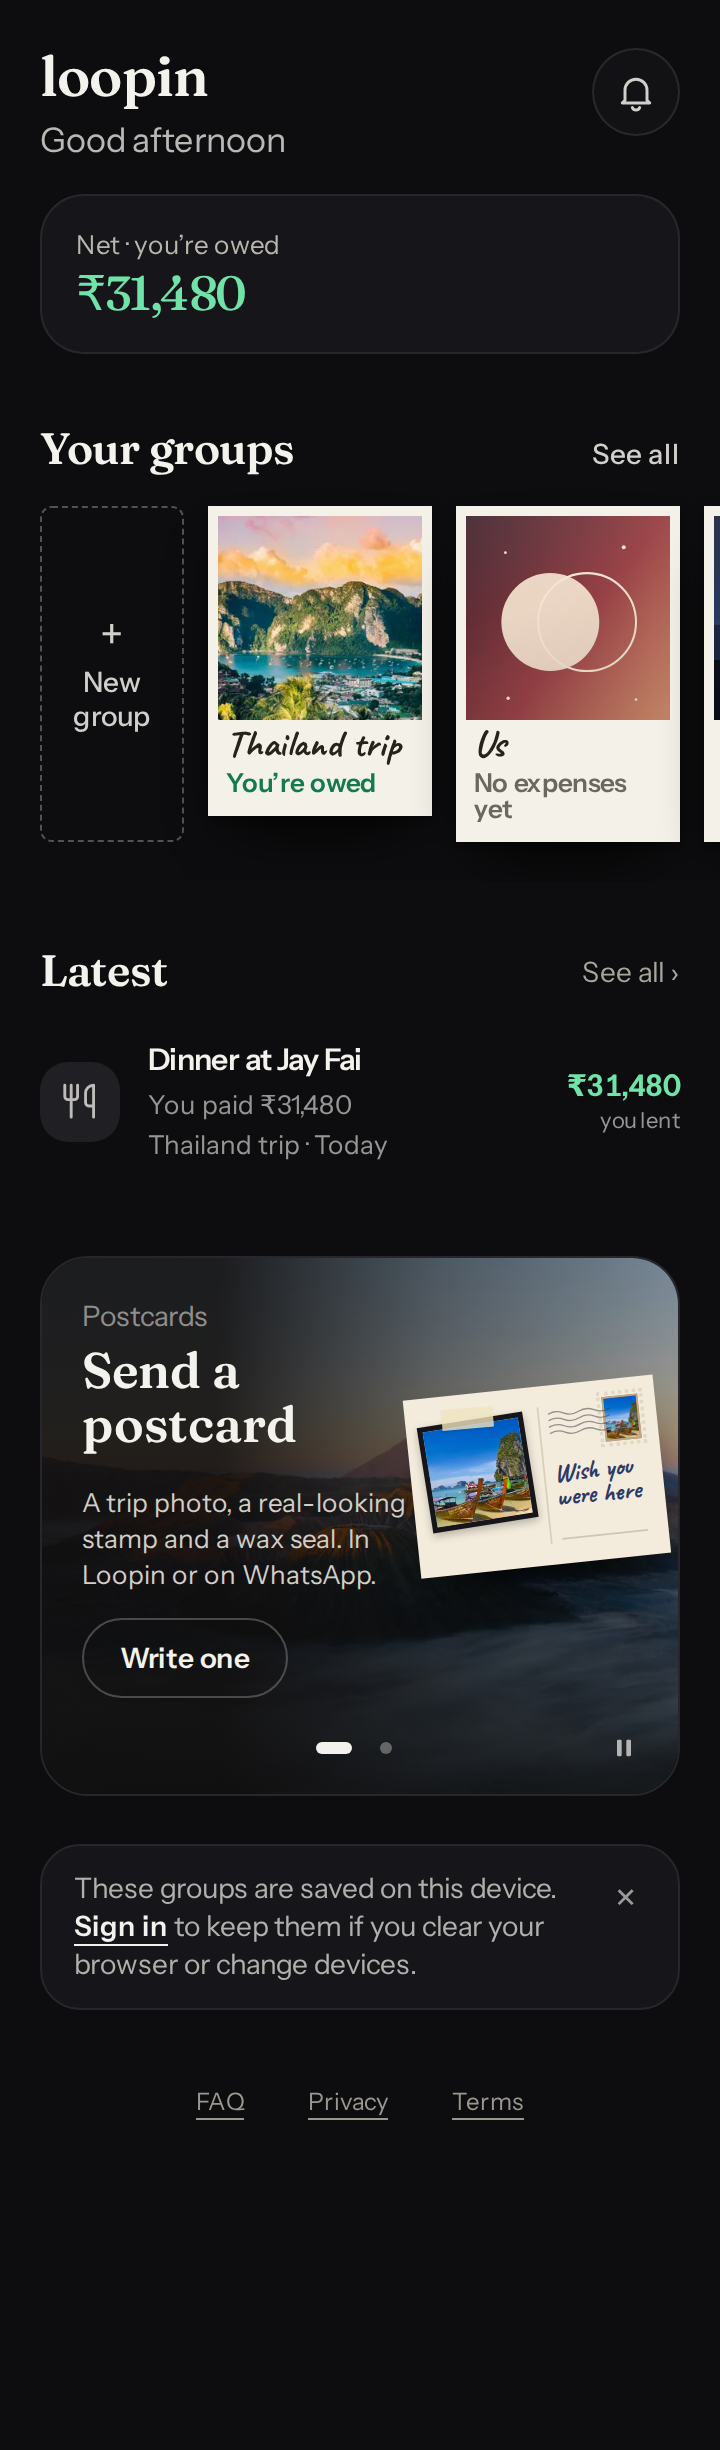 loopin
Good afternoon
Net · you’re owed
₹31,480
Your groups
See all
+
New
group
Thailand trip
You’re owed
Us
No expenses
yet
Latest
See all ›
Dinner at Jay Fai
You paid ₹31,480
Thailand trip · Today
₹31,480
you lent
Postcards
Send a
postcard
A trip photo, a real-looking
stamp and a wax seal. In
Loopin or on WhatsApp.
Wish you
were here
Write one
These groups are saved on this device.
Sign in to keep them if you clear your
browser or change devices.
FAQ
Privacy
Terms